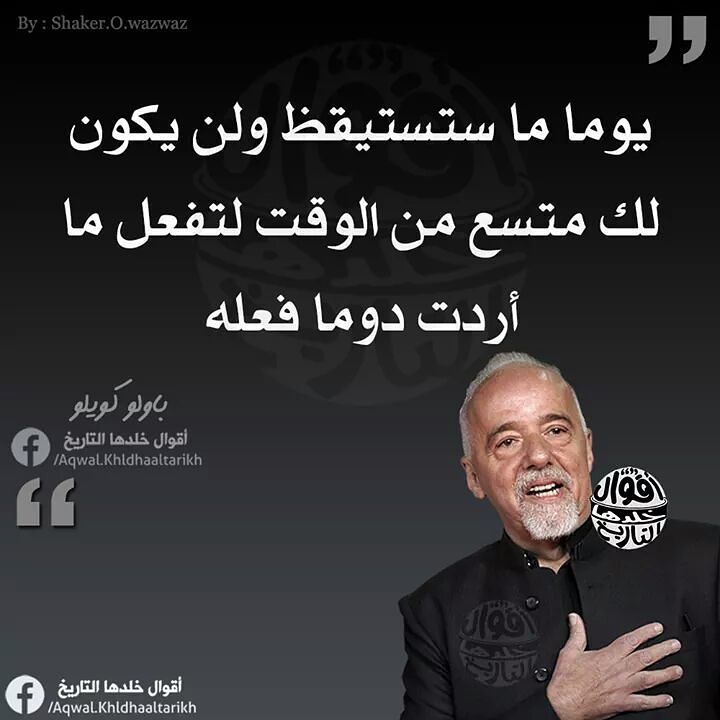 By : Shaker.O.wazwaz
يوما ما ستستيقظ ولن يكون
لك متسع من الوقت لتفعل ما
أردت دوما فعله
باولو كويلو
أقوال خلدها التاريخ
/Aqwal.Khldhaaltarikh
أقوال خلدها التاريخ
أقوال خلدها التاريخ
/Aqwal.Khldhaaltarikh